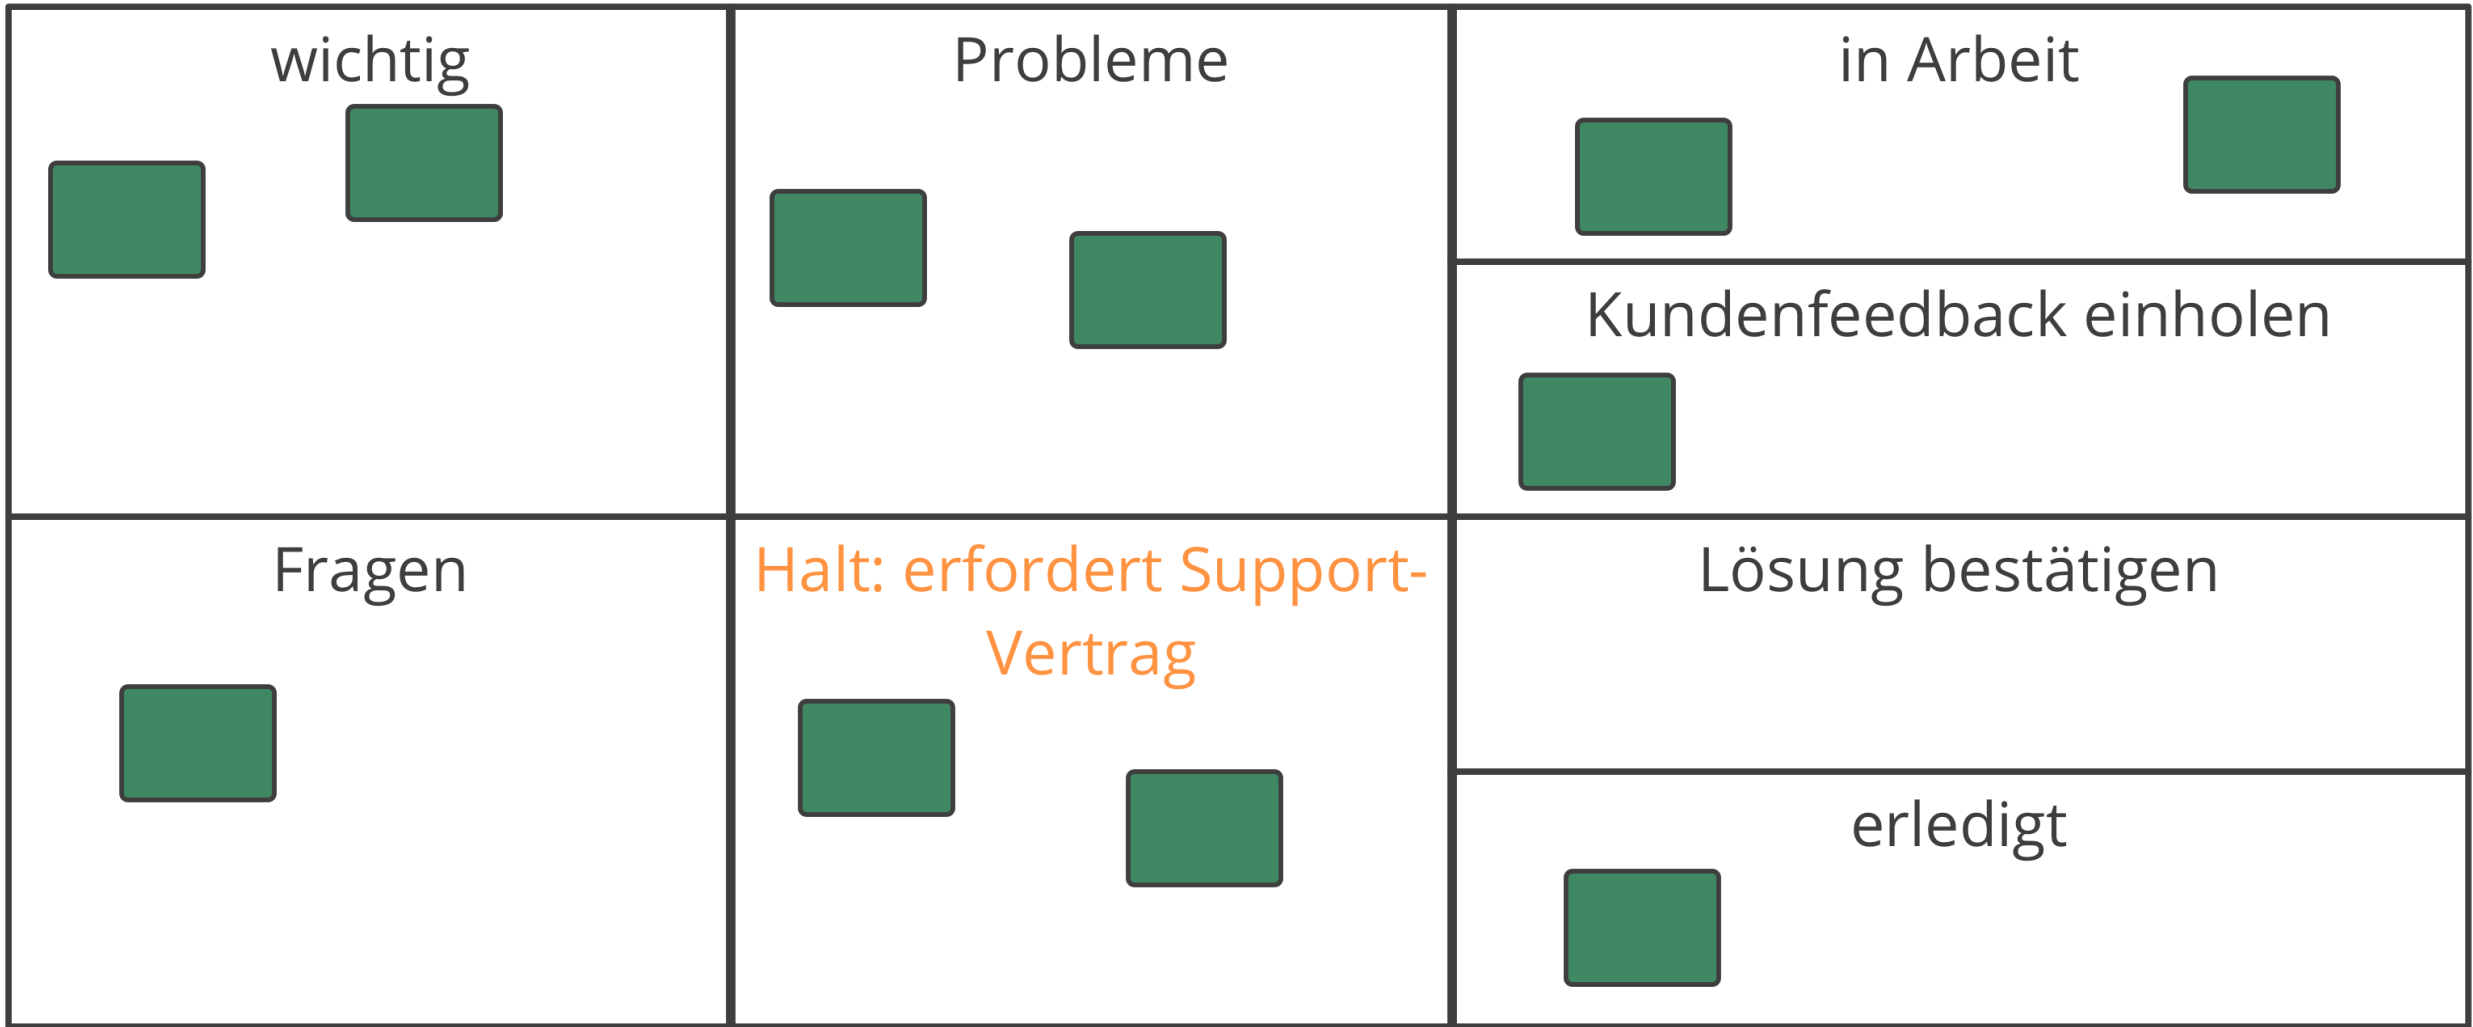 wichtig
Probleme
in Arbeit
Kundenfeedback einholen
Fragen
Halt: erfordert Support-
Vertrag
Lösung bestätigen
erledigt